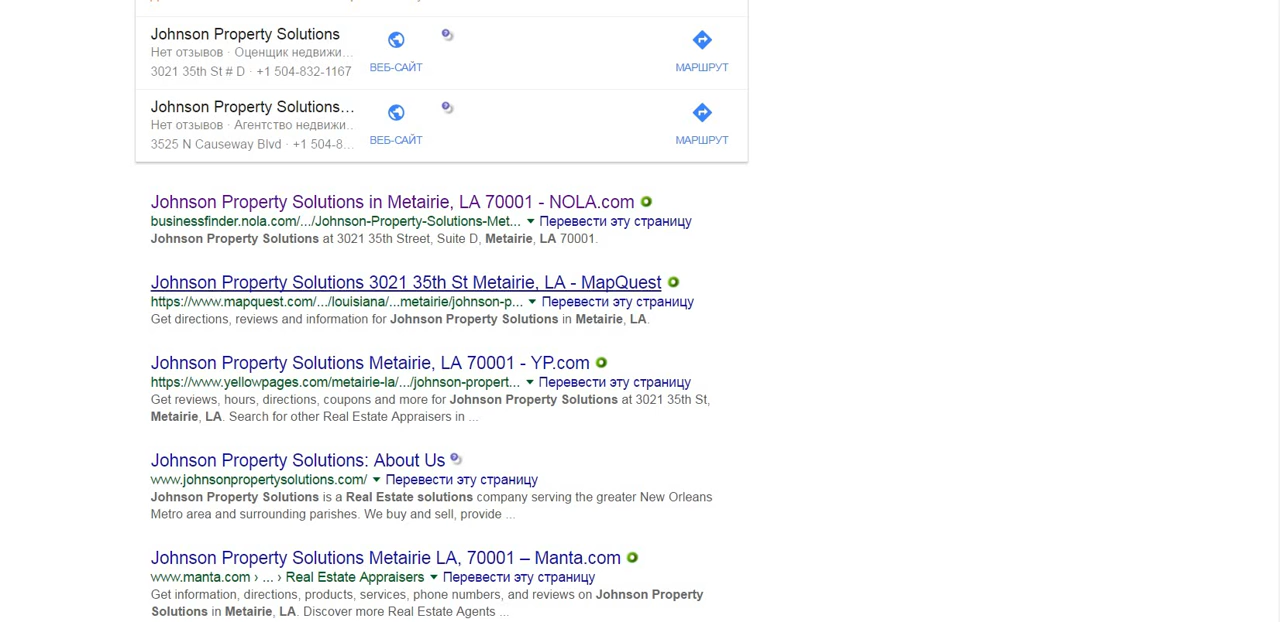 Johnson Property Solutions
Нет отзывов · Оценщик недвижи...
3021 35th St # D · +1 504-832-1167
ВЕБ-САЙТ
МАРШРУТ
Johnson Property Solutions...
Нет отзывов · Агентство недвижи..
3525 N Causeway Blvd · +1 504-8...
ВЕБ-САЙТ
МАРШРУТ
Johnson Property Solutions in Metairie, LA 70001 - NOLA.com
businessfinder.nola.com/.../Johnson-Property-Solutions-Met... Перевести эту страницу
Johnson Property Solutions at 3021 35th Street, Suite D, Metairie, LA 70001.
Johnson Property Solutions 3021 35th St Metairie, LA - MapQuest
https://www.mapquest.com/.../louisiana/...metairie/johnson-p... Перевести эту страницу
Get directions, reviews and information for Johnson Property Solutions in Metairie, LA.
Johnson Property Solutions Metairie, LA 70001 - YP.com
https://www.yellowpages.com/metairie-la/.../johnson-propert... Перевести эту страницу
Get reviews, hours, directions, coupons and more for Johnson Property Solutions at 3021 35th St,
Metairie, LA. Search for other Real Estate Appraisers in ...
Johnson Property Solutions: About Us
www.johnsonpropertysolutions.com/ Перевести эту страницу
Johnson Property Solutions is a Real Estate solutions company serving the greater New Orleans
Metro area and surrounding parishes. We buy and sell, provide ...
Johnson Property Solutions Metairie LA, 70001 – Manta.com
www.manta.com › ... › Real Estate Appraisers Перевести эту страницу
Get information, directions, products, services, phone numbers, and reviews on Johnson Property
Solutions in Metairie, LA. Discover more Real Estate Agents ...